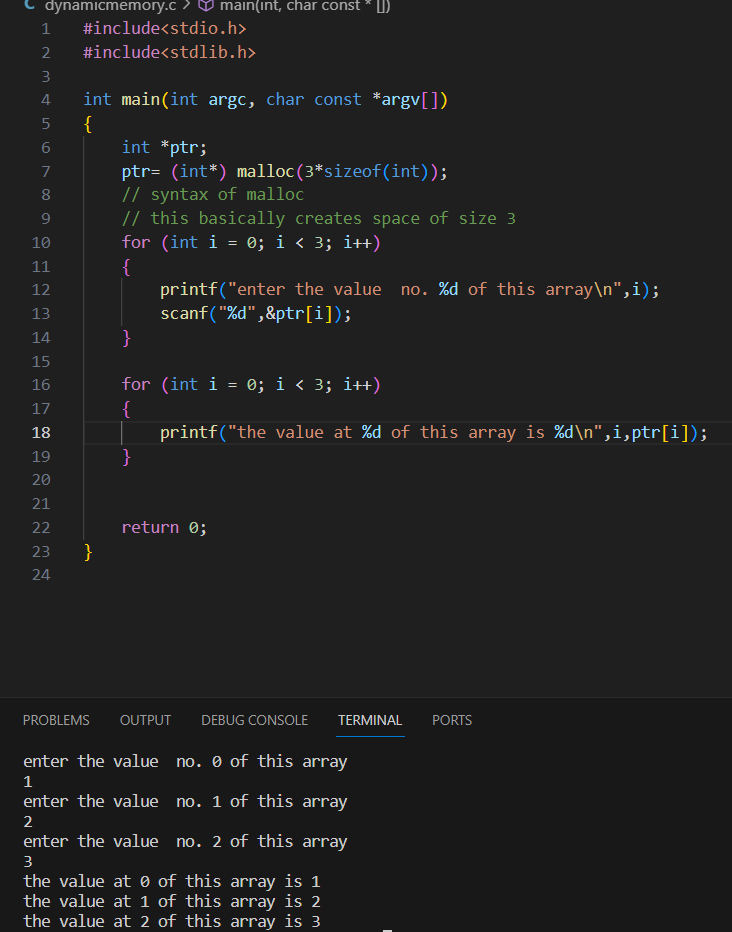 dynamicmemory.c > main(int, char const * [])
1 #include<stdio.h>
2 #include<stdlib.h>
3
4 int main(int argc, char const *argv[])
5 {
6 int *ptr;
7 ptr= (int*) malloc(3*sizeof(int));
8 // syntax of malloc
9 // this basically creates space of size 3
10 for (int i = 0; i < 3; i++)
11 {
12 printf("enter the value  no. %d of this array\n",i);
13 scanf("%d",&ptr[i]);
14 }
15
16 for (int i = 0; i < 3; i++)
17 {
18 printf("the value at %d of this array is %d\n",i,ptr[i]);
19 }
20
21
22 return 0;
23 }
24
PROBLEMS OUTPUT DEBUG CONSOLE TERMINAL PORTS
enter the value  no. 0 of this array
1
enter the value  no. 1 of this array
2
enter the value  no. 2 of this array
3
the value at 0 of this array is 1
the value at 1 of this array is 2
the value at 2 of this array is 3